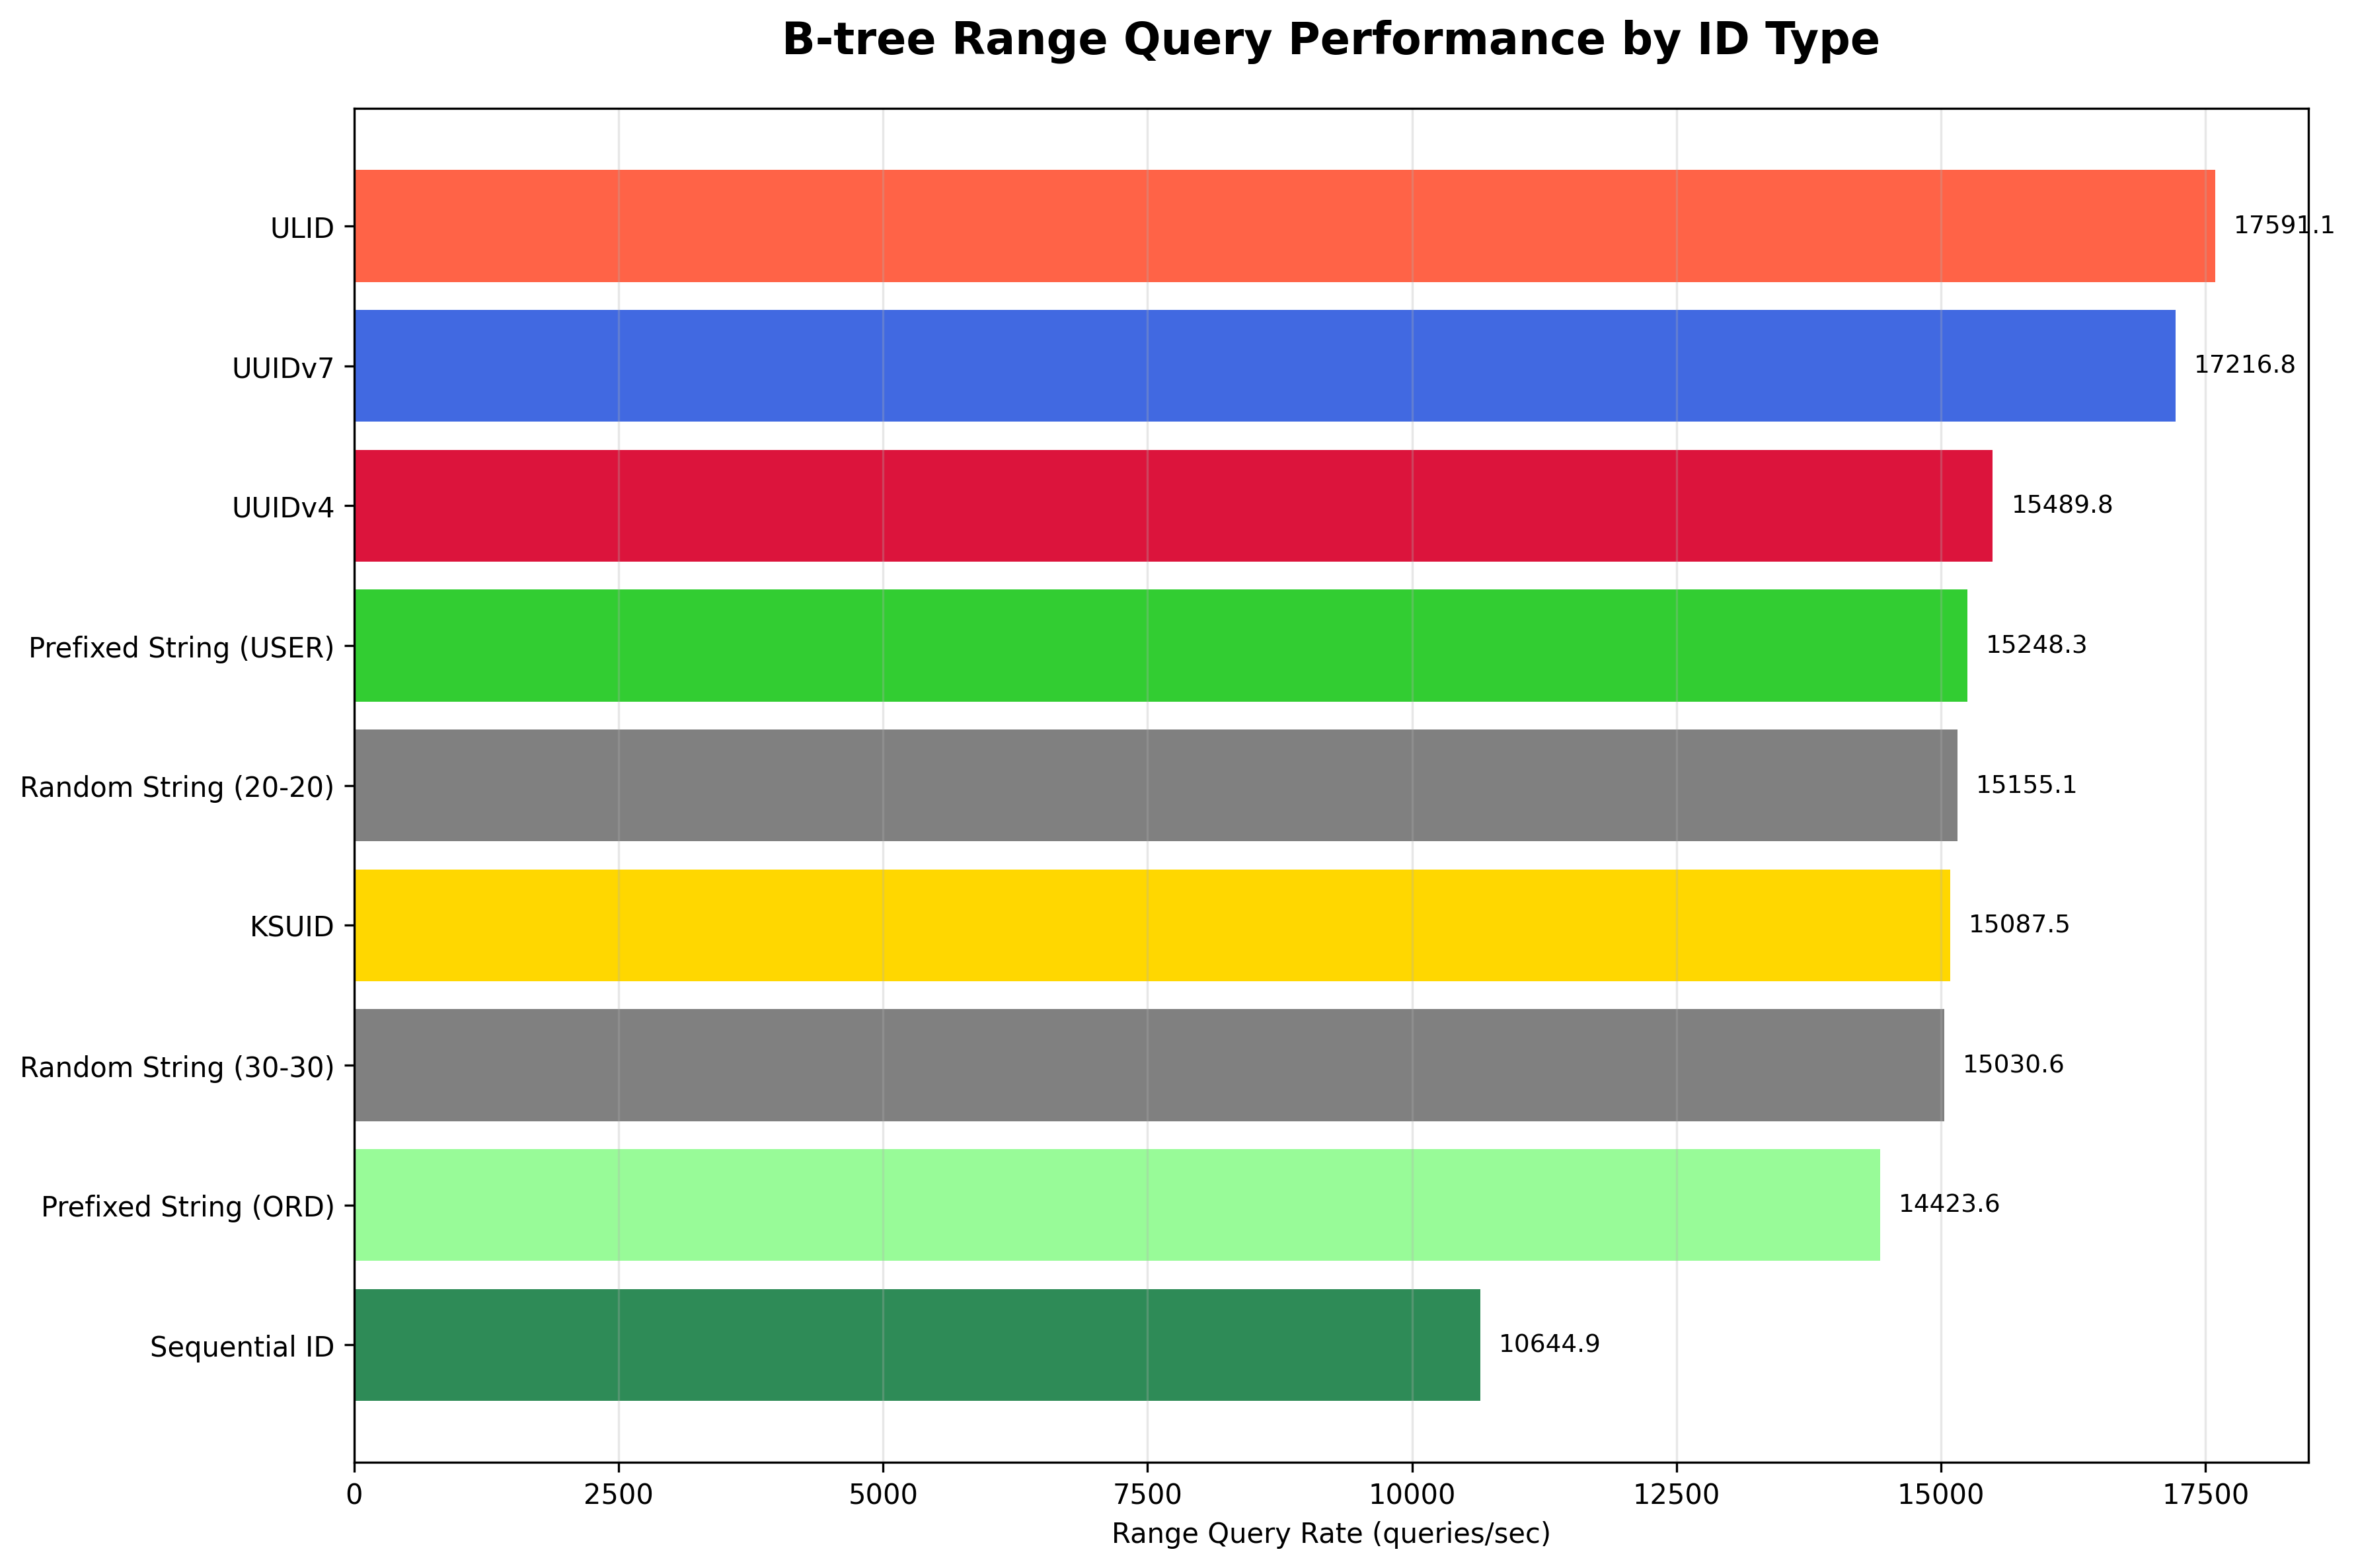 B-tree Range Query Performance by ID Type
ULID
17591.1
UUIDv7
17216.8
UUIDv4
15489.8
Prefixed String (USER)
15248.3
Random String (20-20)
15155.1
KSUID
15087.5
Random String (30-30)
15030.6
Prefixed String (ORD)
14423.6
Sequential ID
10644.9
0 2500 5000 7500 10000 12500 15000 17500
Range Query Rate (queries/sec)